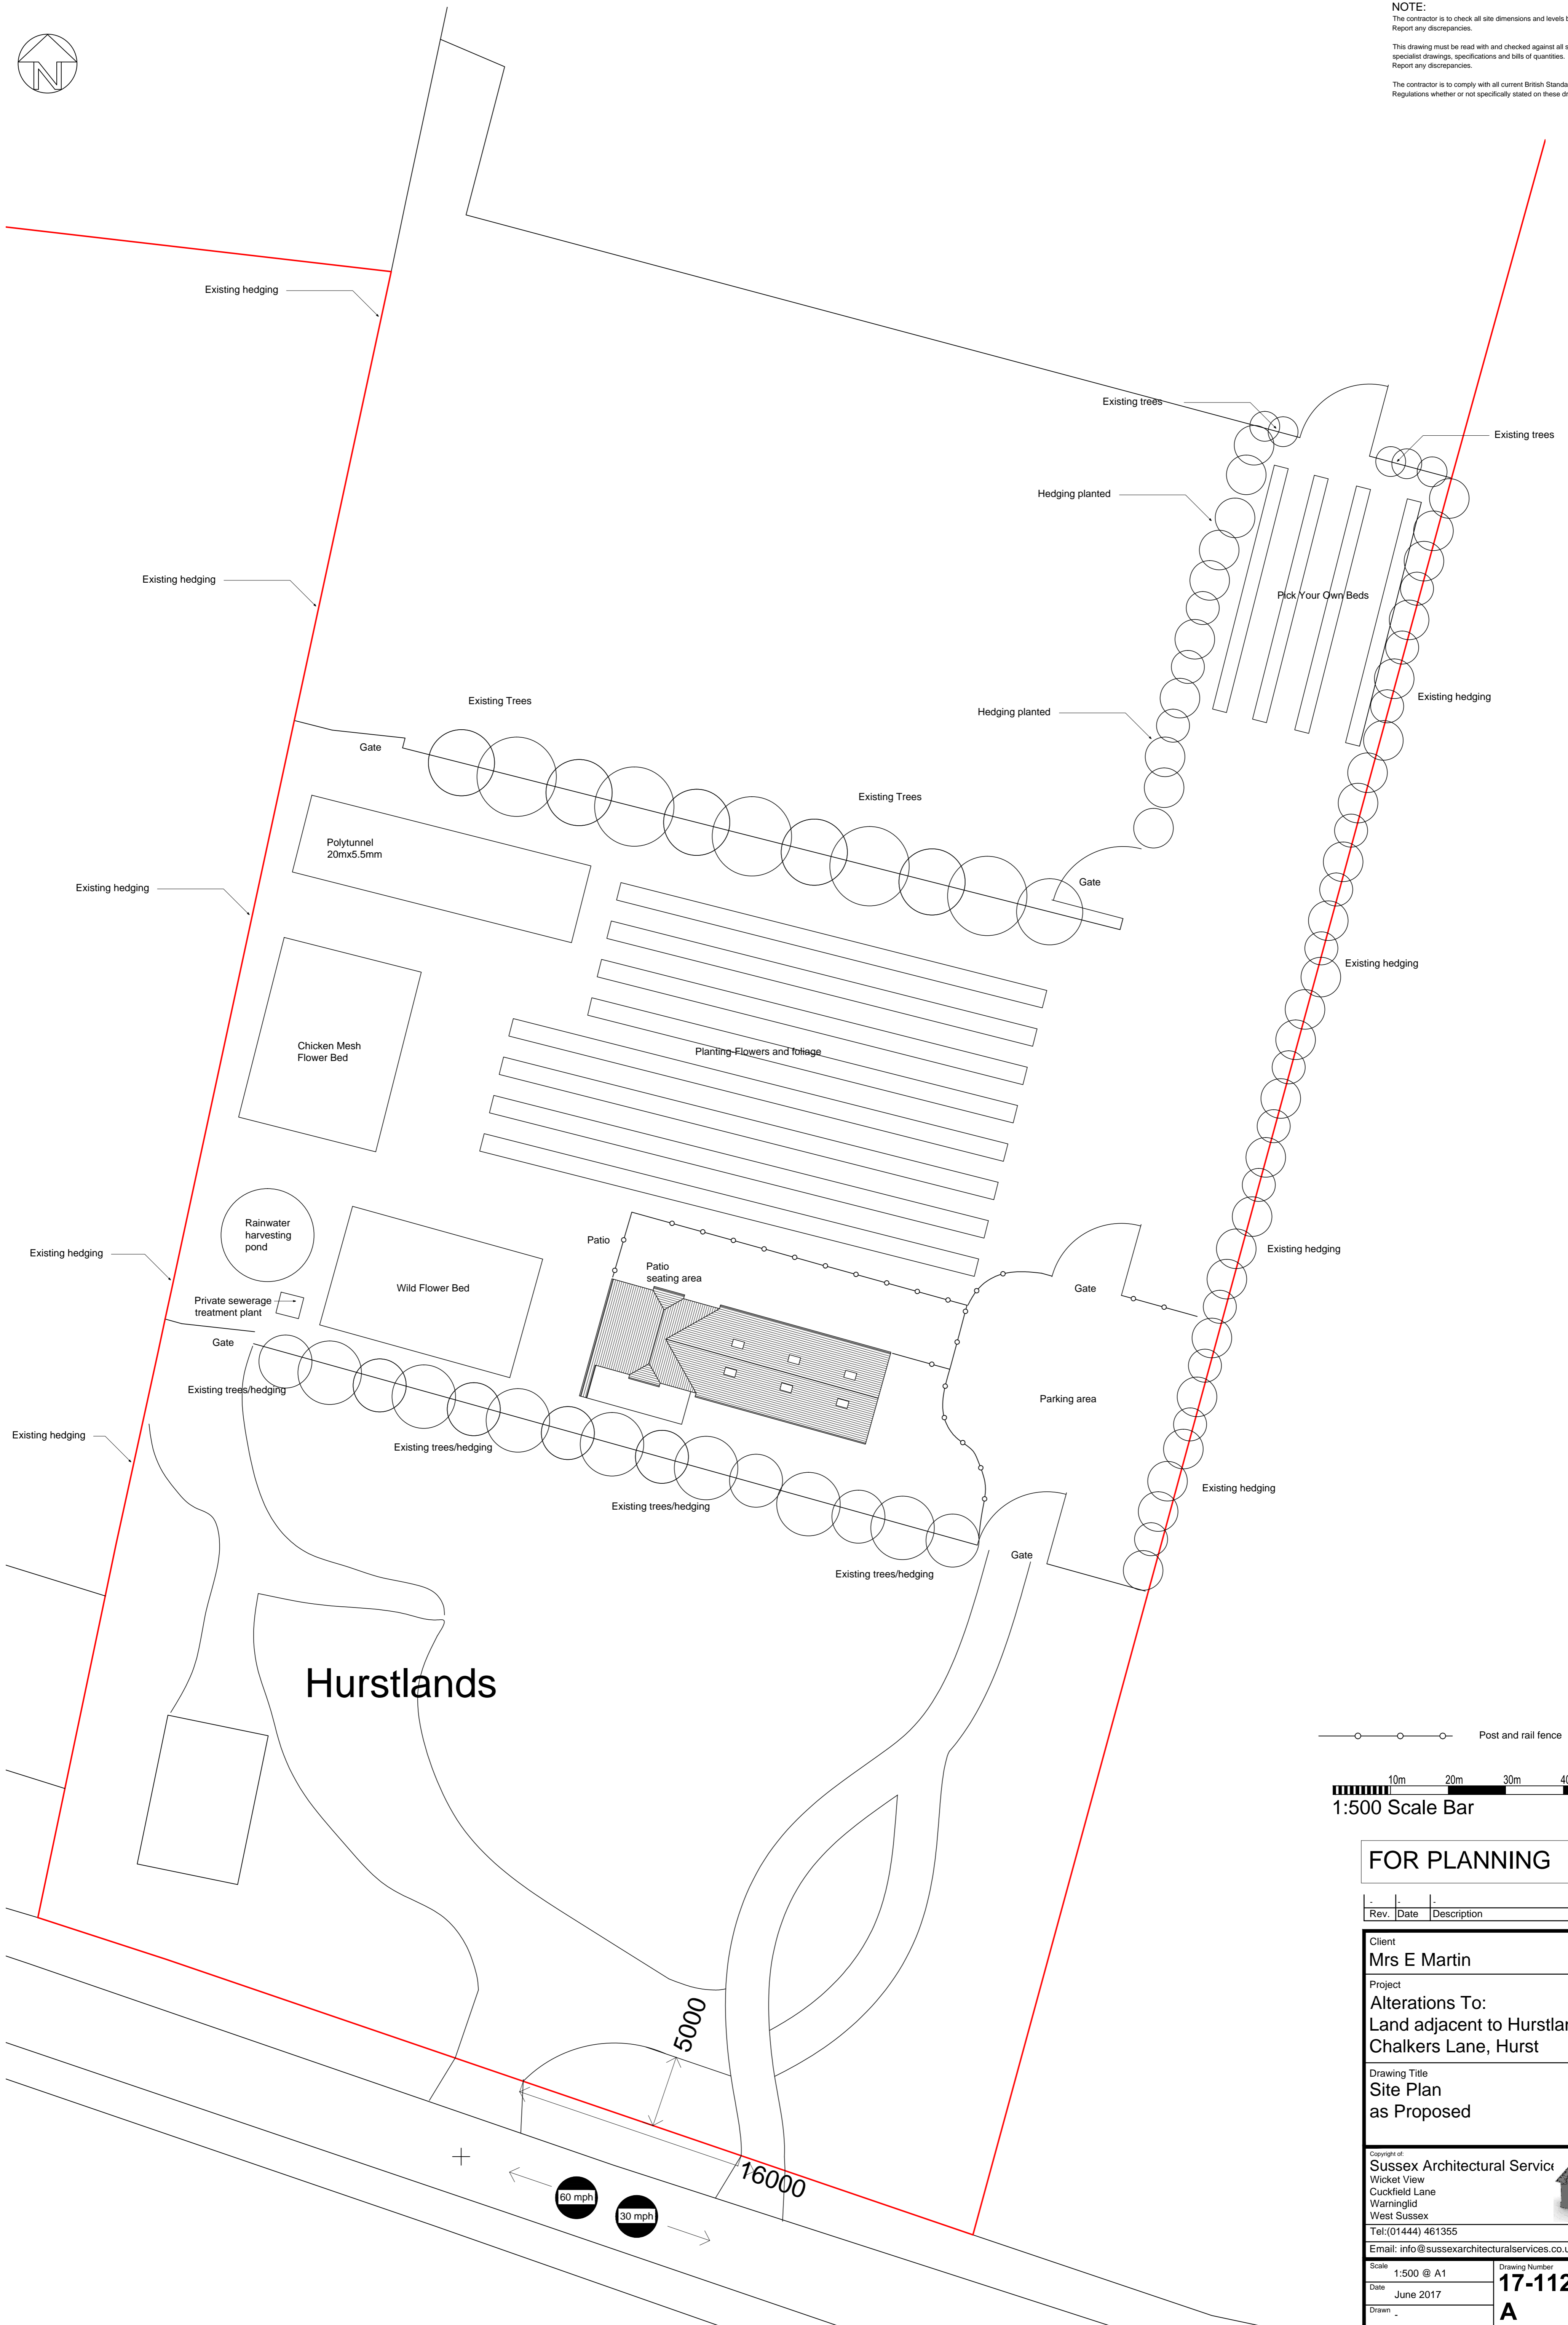 NOTE:
The contractor is to check all site dimensions and levels
Report any discrepancies.
This drawing must be read with and checked against all
specialist drawings, specifications and bills of quantities.
Report any discrepancies.
The contractor is to comply with all current British
Regulations whether or not specifically stated on these
N
Existing hedging
Existing trees
Existing trees
Hedging planted
Existing hedging
Pick Your Own Beds
Existing hedging
Existing Trees
Hedging planted
Gate
Existing Trees
Polytunnel
20mx5.5mm
Gate
Existing hedging
Existing hedging
Chicken Mesh
Flower Bed
Planting-Flowers and foliage
Rainwater
harvesting
pond
Patio
Existing hedging
Existing hedging
Patio
seating area
Wild Flower Bed
Gate
Private sewerage
treatment plant
Gate
Existing trees/hedging
Parking area
Existing hedging
Existing trees/hedging
Existing hedging
Existing trees/hedging
Gate
Existing trees/hedging
Hurstlands
Post and rail fence
10m 20m 30m
1:500 Scale Bar
FOR PLANNING
- - -
Rev. Date Description
Client
Mrs E Martin
Project
Alterations To:
Land adjacent to
Chalkers Lane, Hurst
Drawing Title
Site Plan
as Proposed
5000
16000
60 mph
30 mph
Copyright of:
Sussex Architectural
Wicket View
Cuckfield Lane
Warninglid
West Sussex
Tel:(01444) 461355
Email: info@sussexarchitecturalservices.co.u
Scale
1:500 @ A1
Date
June 2017
Drawn -
Drawing Number
17-112
A